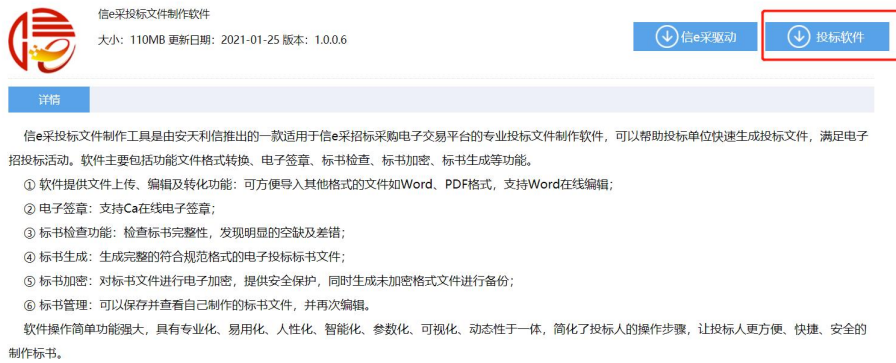 信e采投标文件制作软件
大小：110MB 更新日期：2021-01-25 版本：1.0.0.6
信e采驱动
投标软件
详情
信e采投标文件制作工具是由安天利信推出的一款适用于信e采招标采购电子交易平台的专业投标文件制作软件，可以帮助投标单位快速生成投标文件，满足电子
招投标活动。软件主要包括功能文件格式转换、电子签章、标书检查、标书加密、标书生成等功能。
① 软件提供文件上传、编辑及转化功能：可方便导入其他格式的文件如Word、PDF格式，支持Word在线编辑；
② 电子签章：支持Ca在线电子签章；
③ 标书检查功能：检查标书完整性，发现明显的空缺及差错；
④ 标书生成：生成完整的符合规范格式的电子投标标书文件；
⑤ 标书加密：对标书文件进行电子加密，提供安全保护，同时生成未加密格式文件进行备份；
⑥ 标书管理：可以保存并查看自己制作的标书文件，并再次编辑。
软件操作简单功能强大，具有专业化、易用化、人性化、智能化、参数化、可视化、动态性于一体，简化了投标人的操作步骤，让投标人更方便、快捷、安全的
制作标书。